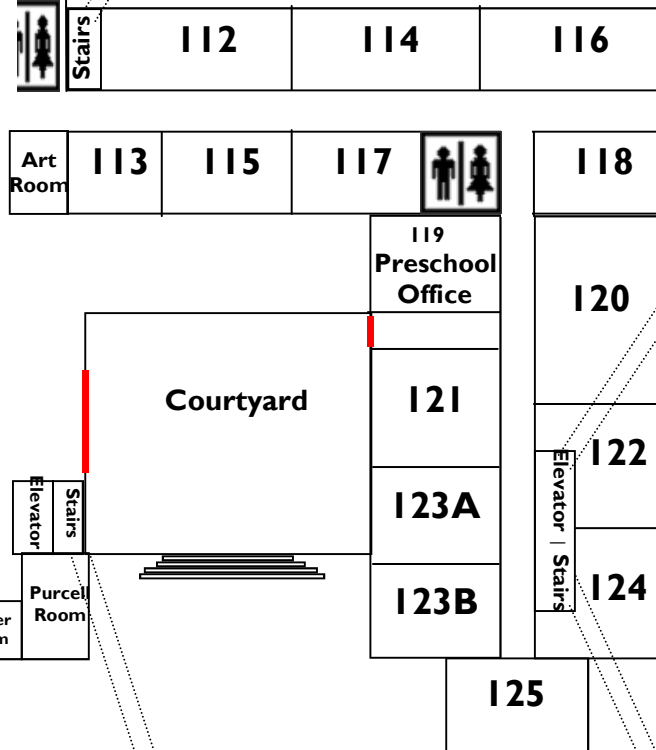 Stairs
112
114
116
Art
Room
113
115
117
118
119
Preschool
Office
120
Courtyard
121
122
Elevator
Stairs
Elevator | Stairs
123A
Purcell
Room
123B
124
125